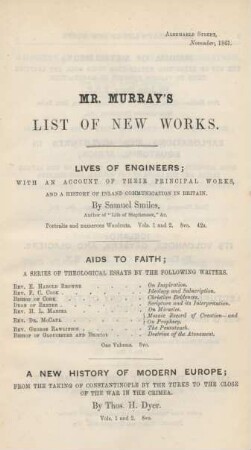 ALBEMARLE STREET,
November, 1861.
MR. MURRAY'S
LIST OF NEW WORKS.
LIVES OF ENGINEERS;
WITH AN ACCOUNT OF THEIR PRINCIPAL WORKS,
AND A HISTORY OF INLAND COMMUNICATION IN BRITAIN.
By Samuel Smiles,
Author of "Life of Stephenson," &c.
Portraits and numerous Woodcuts. Vols. 1 and 2. 8vo. 42s.
AIDS TO FAITH;
A SERIES OF THEOLOGICAL ESSAYS BY THE FOLLOWING WRITERS.
REV. E. HAROLD BROWNE On Inspiration.
REV. F. C. COOK Ideology and Subscription.
BISHOP OF CORK Christian Evidences.
DEAN OF EXETER Scripture and its Interpretation.
REV. H. L. MANSEL On Miracles.
REV. DR. MCCAUL Mosaic Record of Creation—and
On Prophecy.
REV. GEORGE RAWLINSON The Pentateuch.
BISHOP OF GLOUCESTER AND BRISTOL Doctrine of the Atonement.
One Volume. 8vo.
A NEW HISTORY OF MODERN EUROPE;
FROM THE TAKING OF CONSTANTINOPLE BY THE TURKS TO THE CLOSE
OF THE WAR IN THE CRIMEA.
By Thos. H. Dyer.
Vols. 1 and 2. 8vo.